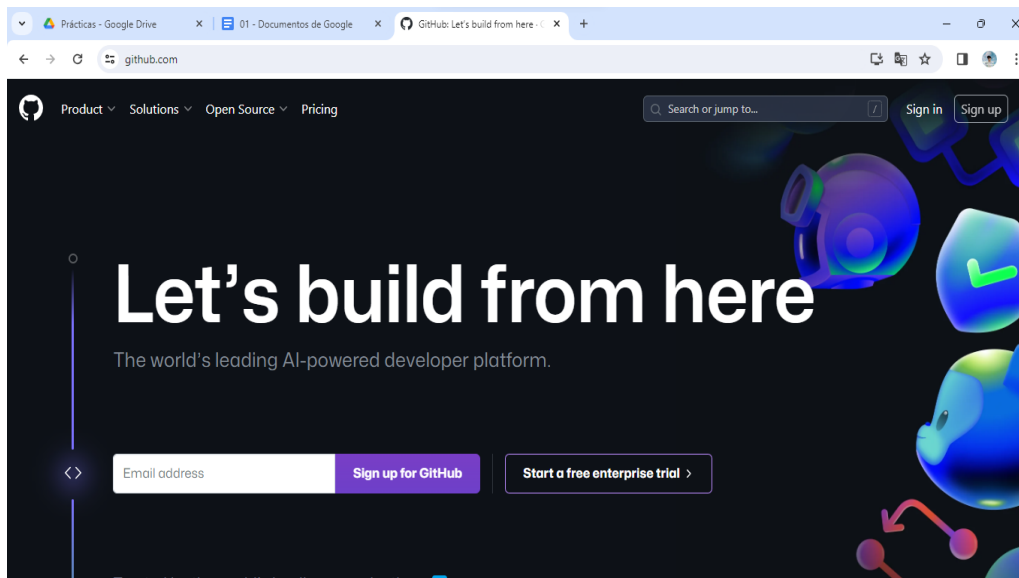 Prácticas - Google Drive
01 - Documentos de Google
GitHub: Let's build from here ·
github.com
Product
Solutions
Open Source
Pricing
Search or jump to...
/
Sign in
Sign up
Let's build from here
The world's leading AI-powered developer platform.
Email address
Sign up for GitHub
Start a free enterprise trial